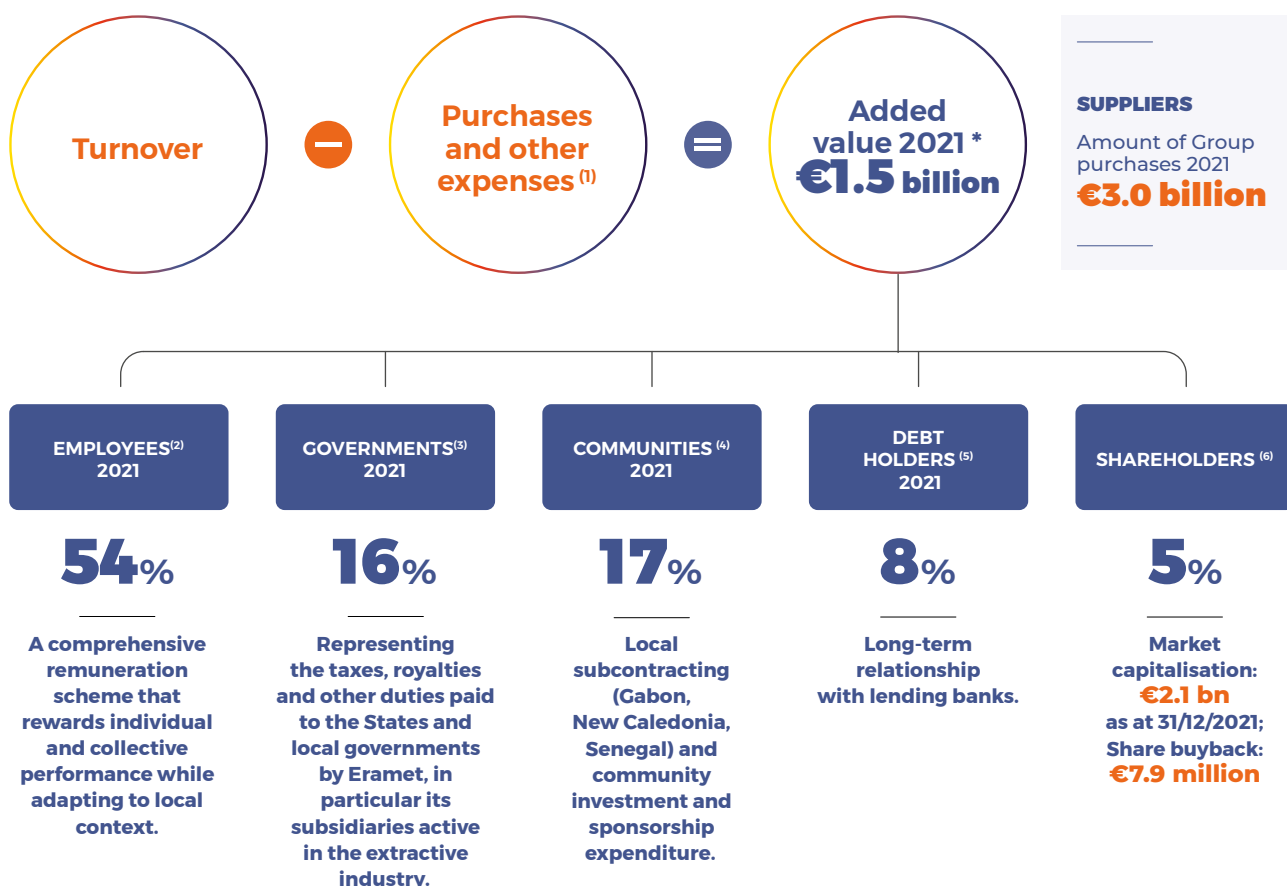 Turnover
Purchases
and other
expenses (1)
Added
value 2021 *
€1.5 billion
SUPPLIERS
Amount of Group
purchases 2021
€3.0 billion
EMPLOYEES(2)
2021
54%
A comprehensive
remuneration
scheme that
rewards individual
and collective
performance while
adapting to local
context.
GOVERNMENTS(3)
2021
16%
Representing
the taxes, royalties
and other duties paid
to the States and
local governments
by Eramet, in
particular its
subsidiaries active
in the extractive
industry.
COMMUNITIES (4)
2021
17%
Local
subcontracting
(Gabon,
New Caledonia,
Senegal) and
community
investment and
sponsorship
expenditure.
DEBT
HOLDERS (5)
2021
8%
Long-term
relationship
with lending banks.
SHAREHOLDERS (6)
5%
Market
capitalisation:
€2.1 bn
as at 31/12/2021;
Share buyback:
€7.9 million